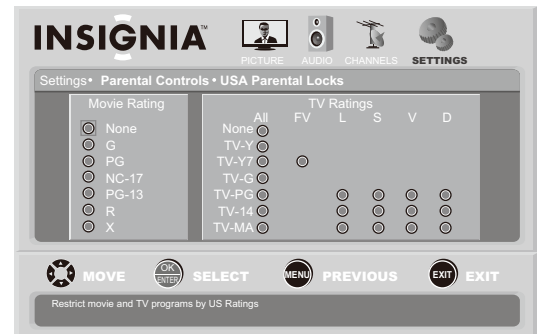 INSIGNIA™
PICTURE AUDIO CHANNELS SETTINGS
Settings• Parental Controls • USA Parental Locks
Movie Rating
None
G
PG
NC-17
PG-13
R
X
TV Ratings
All FV L S V D
None
TV-Y
TV-Y7
TV-G
TV-PG
TV-14
TV-MA
MOVE OK ENTER SELECT MENU PREVIOUS EXIT EXIT
Restrict movie and TV programs by US Ratings